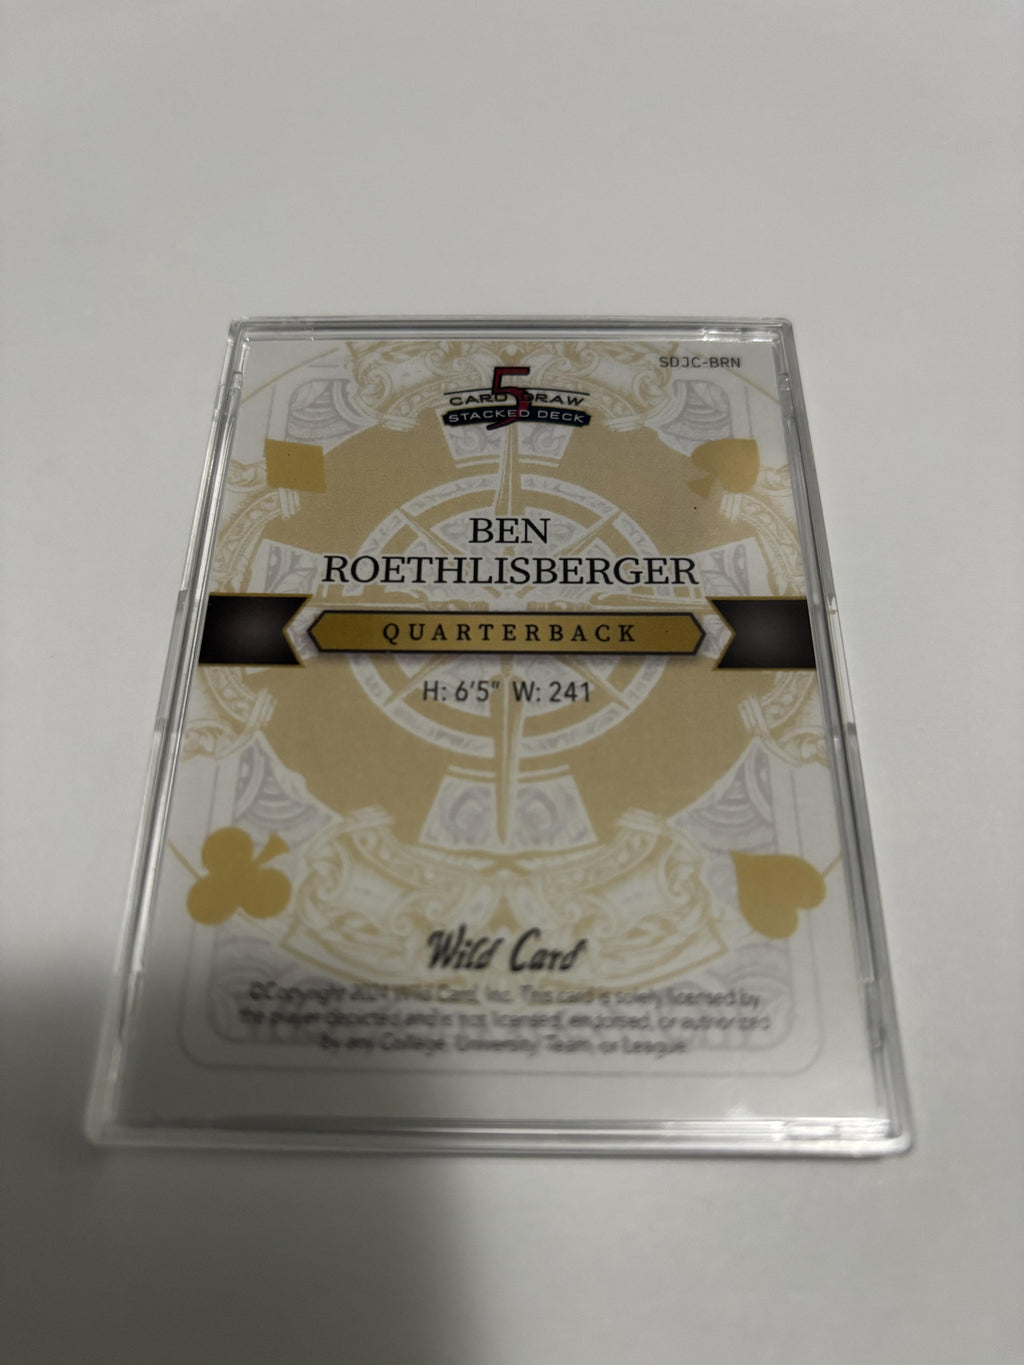 SDJC-BRN
5
CARD DRAW
STACKED DECK
BEN
ROETHLISBERGER
QUARTERBACK
H: 6'5" W: 241
Wild Card
©Copyright 2024 Wild Card, Inc. This card is solely licensed by
the player depicted and is not licensed, endorsed, or authorized
by any College, University, Team, or League.